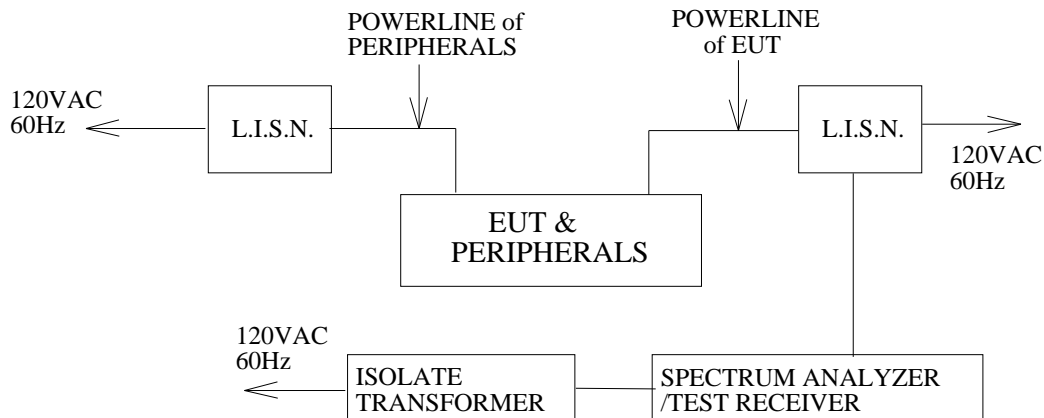 POWERLINE of
PERIPHERALS
POWERLINE
of EUT
120VAC
60Hz
L.I.S.N.
L.I.S.N.
120VAC
60Hz
EUT &
PERIPHERALS
120VAC
60Hz
ISOLATE
TRANSFORMER
SPECTRUM ANALYZER
/TEST RECEIVER